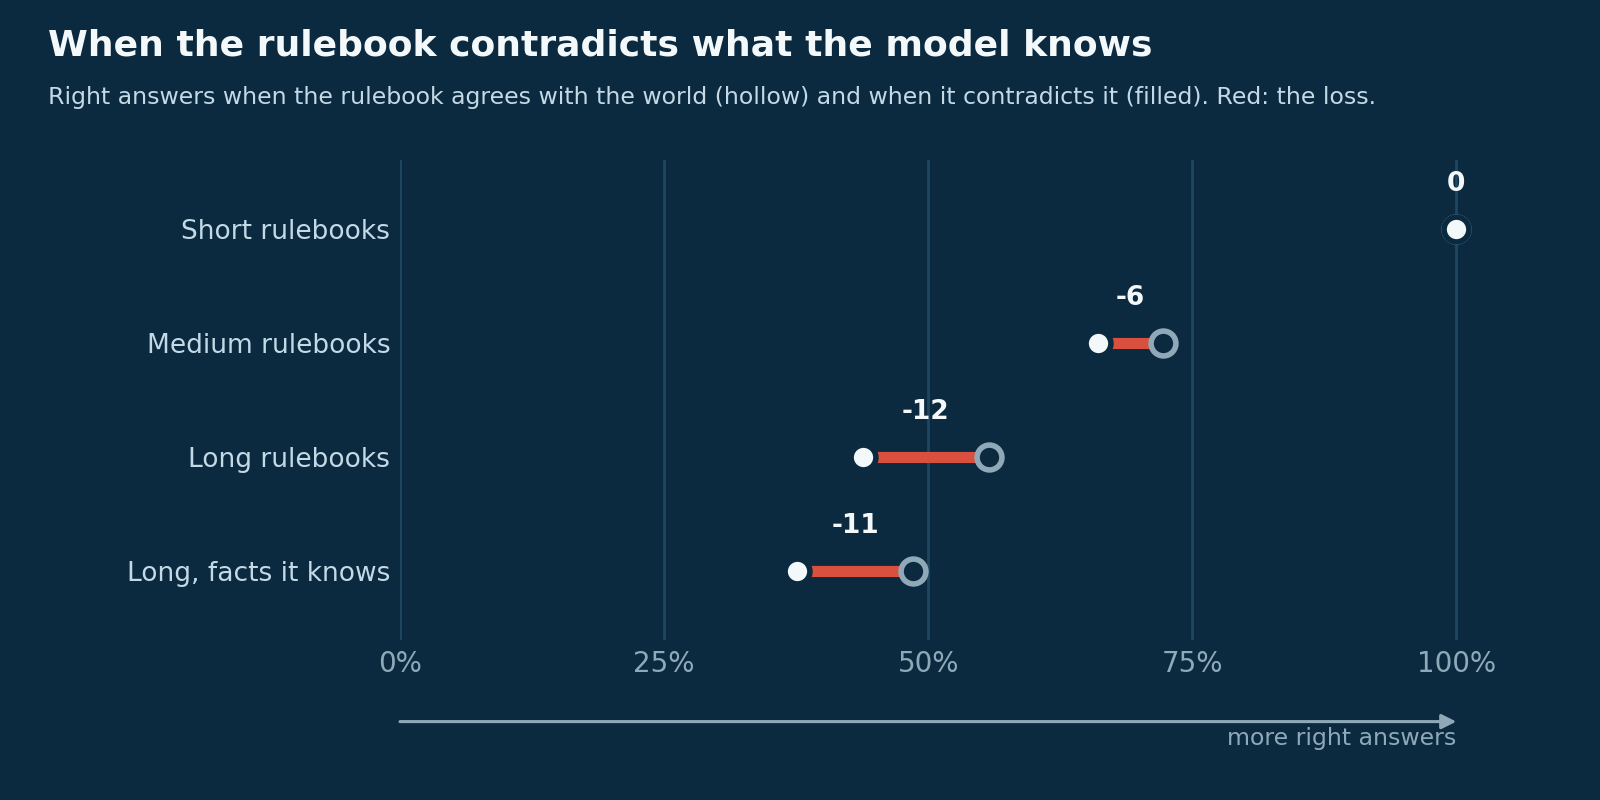 When the rulebook contradicts what the model knows
Right answers when the rulebook agrees with the world (hollow) and when it contradicts it (filled). Red: the loss.
0
Short rulebooks
-6
Medium rulebooks
-12
Long rulebooks
-11
Long, facts it knows
0% 25% 50% 75% 100%
more right answers